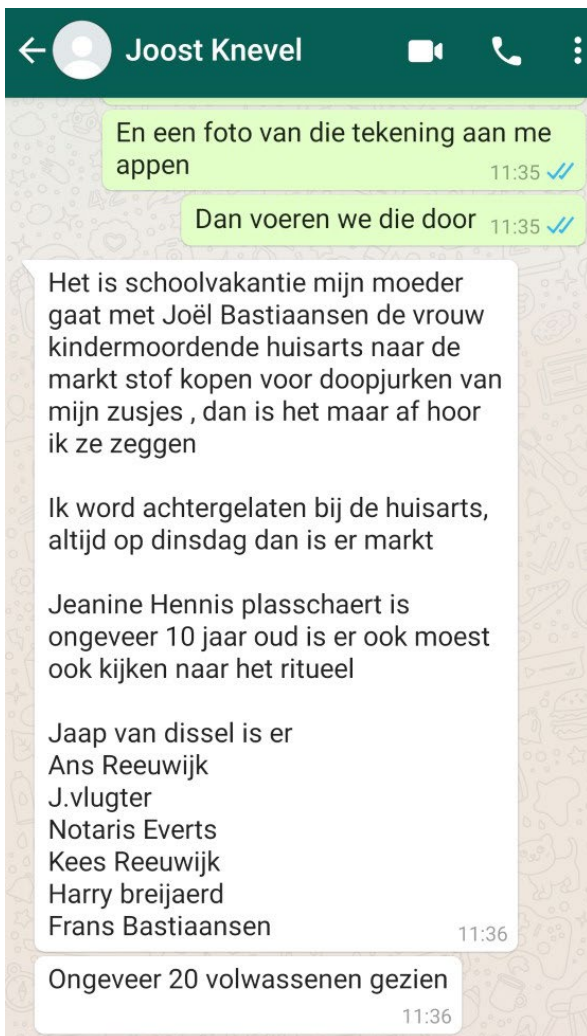 Joost Knevel
En een foto van die tekening aan me
appen
11:35
Dan voeren we die door 11:35
Het is schoolvakantie mijn moeder
gaat met Joël Bastiaansen de vrouw
kindermoordende huisarts naar de
markt stof kopen voor doopjurken van
mijn zusjes , dan is het maar af hoor
ik ze zeggen
Ik word achtergelaten bij de huisarts,
altijd op dinsdag dan is er markt
Jeanine Hennis plasschaert is
ongeveer 10 jaar oud is er ook moest
ook kijken naar het ritueel
Jaap van dissel is er
Ans Reeuwijk
J.vlugter
Notaris Everts
Kees Reeuwijk
Harry breijaerd
Frans Bastiaansen
11:36
Ongeveer 20 volwassenen gezien
11:36